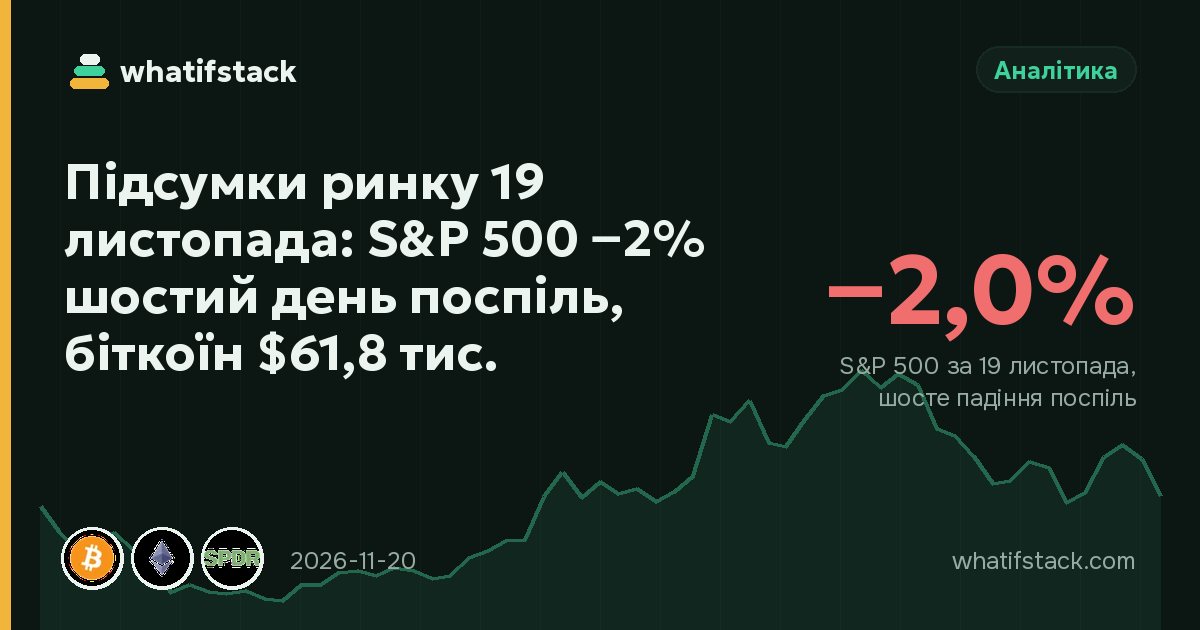 whatifstack
Аналітика
Підсумки ринку 19
листопада: S&P 500 −2%
шостий день поспіль,
біткоїн $61,8 тис.
−2,0%
S&P 500 за 19 листопада,
шосте падіння поспіль
SPDR
2026-11-20
whatifstack.com